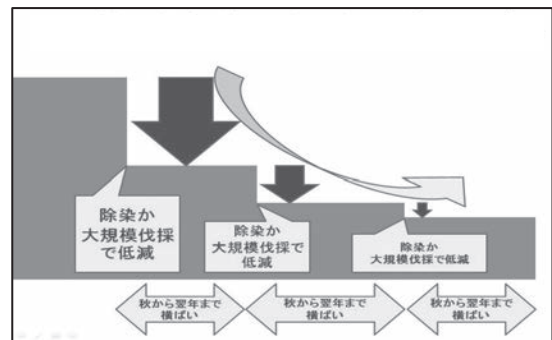 除染か
大規模伐採
で低減
除染か
大規模伐採で
低減
除染か
大規模伐採で低減
秋から翌年まで
横ばい
秋から翌年まで
横ばい
秋から翌年まで
横ばい